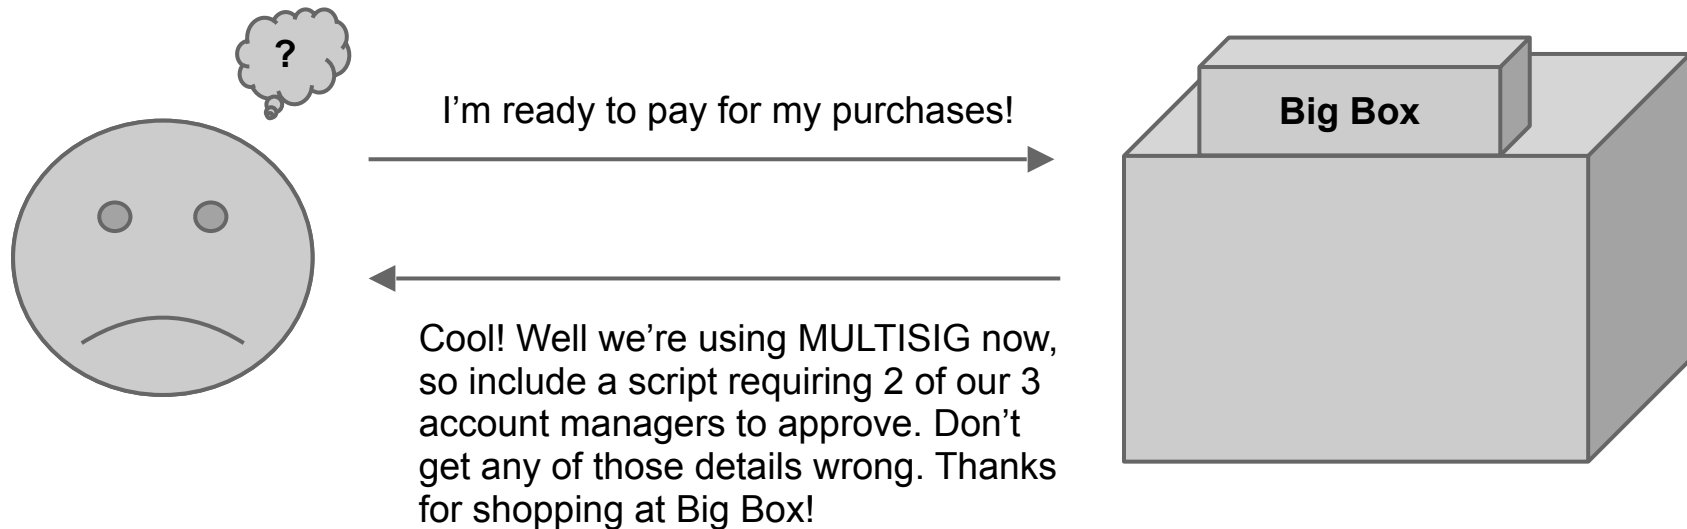 ?
I’m ready to pay for my purchases!
Big Box
Cool! Well we’re using MULTISIG now,
so include a script requiring 2 of our 3
account managers to approve. Don’t
get any of those details wrong. Thanks
for shopping at Big Box!